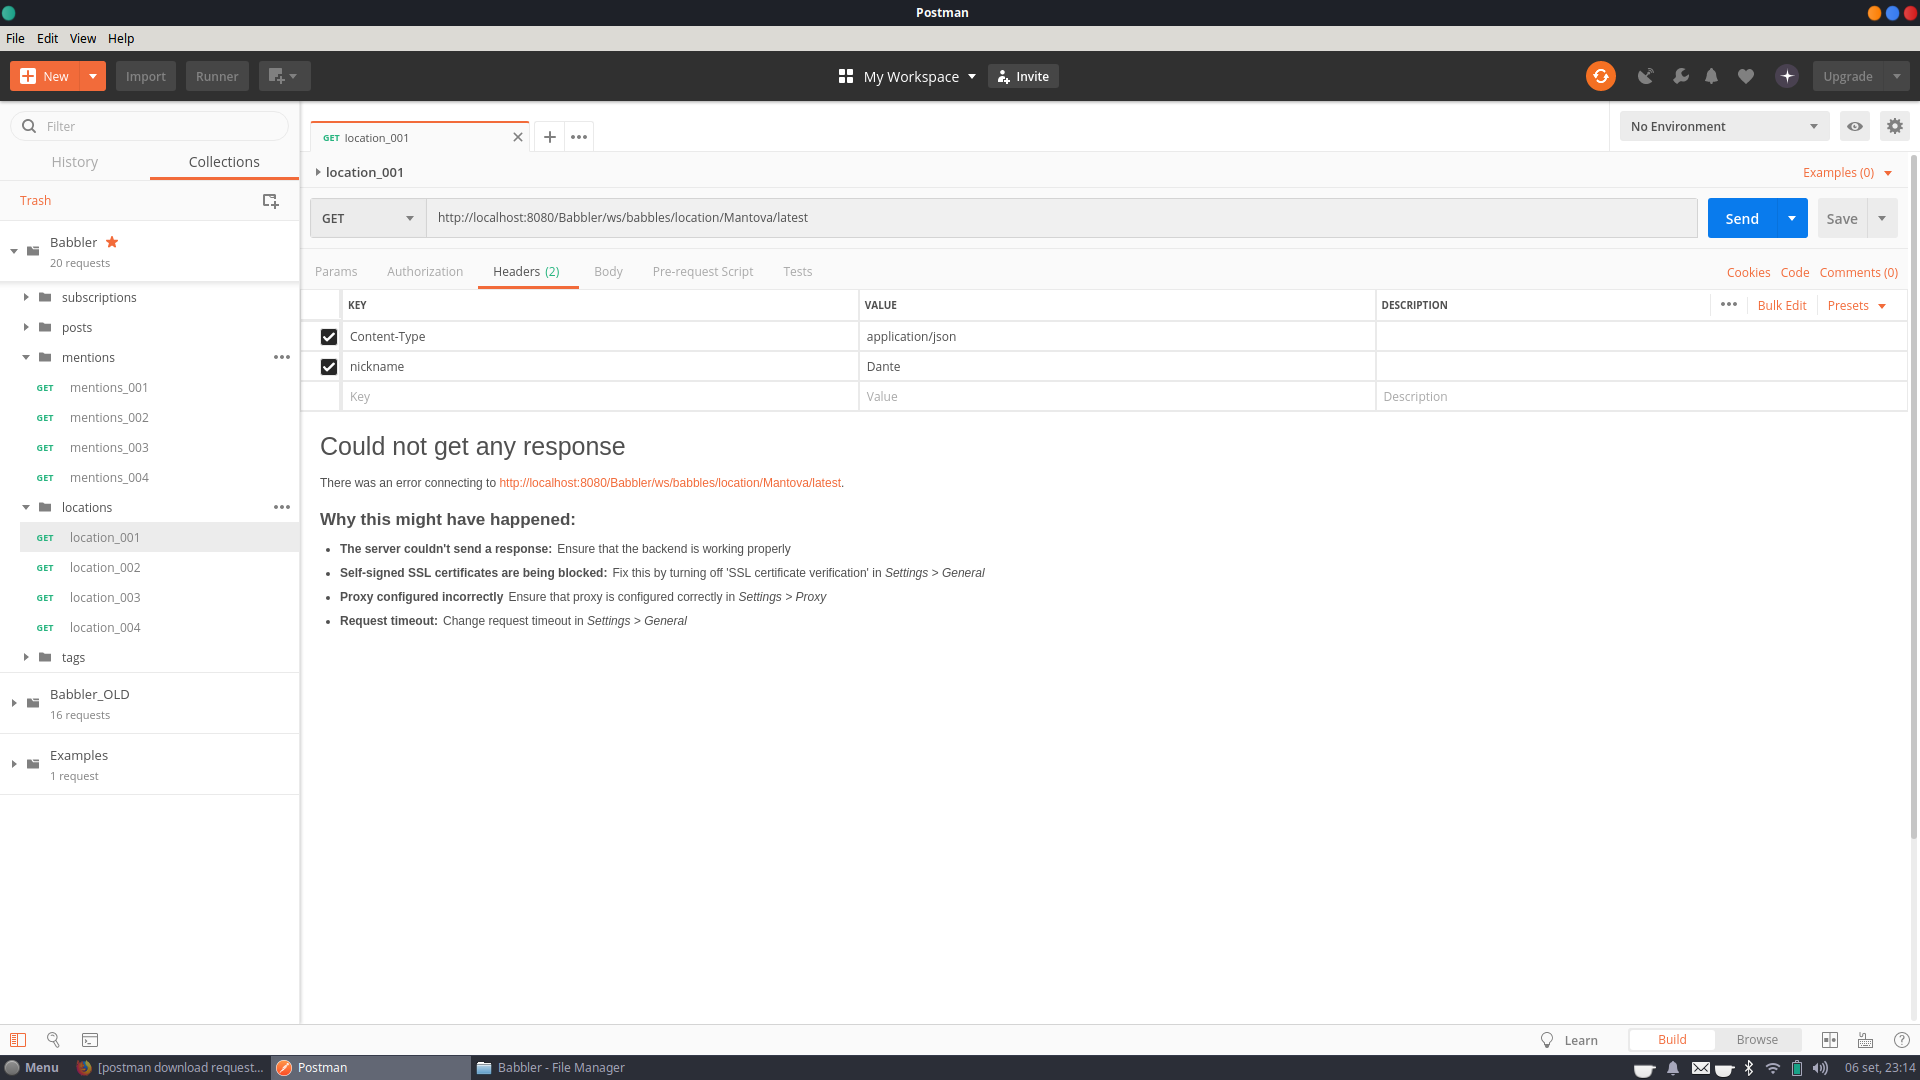 Postman
File Edit View Help
New Import Runner My Workspace Invite Upgrade
Filter
History Collections
Trash
Babbler
20 requests
subscriptions
posts
mentions
GET mentions_001
GET mentions_002
GET mentions_003
GET mentions_004
locations
GET location_001
GET location_002
GET location_003
GET location_004
tags
Babbler_OLD
16 requests
Examples
1 request
GET location_001
No Environment
location_001
Examples (0)
GET http://localhost:8080/Babbler/ws/babbles/location/Mantova/latest Send Save
Params Authorization Headers (2) Body Pre-request Script Tests Cookies Code Comments (0)
KEY VALUE DESCRIPTION Bulk Edit Presets
Content-Type application/json
nickname Dante
Key Value Description
Could not get any response
There was an error connecting to http://localhost:8080/Babbler/ws/babbles/location/Mantova/latest.
Why this might have happened:
• The server couldn't send a response: Ensure that the backend is working properly
• Self-signed SSL certificates are being blocked: Fix this by turning off 'SSL certificate verification' in Settings > General
• Proxy configured incorrectly Ensure that proxy is configured correctly in Settings > Proxy
• Request timeout: Change request timeout in Settings > General
Learn Build Browse
Menu [postman download request... Postman Babbler - File Manager 06 set, 23:14